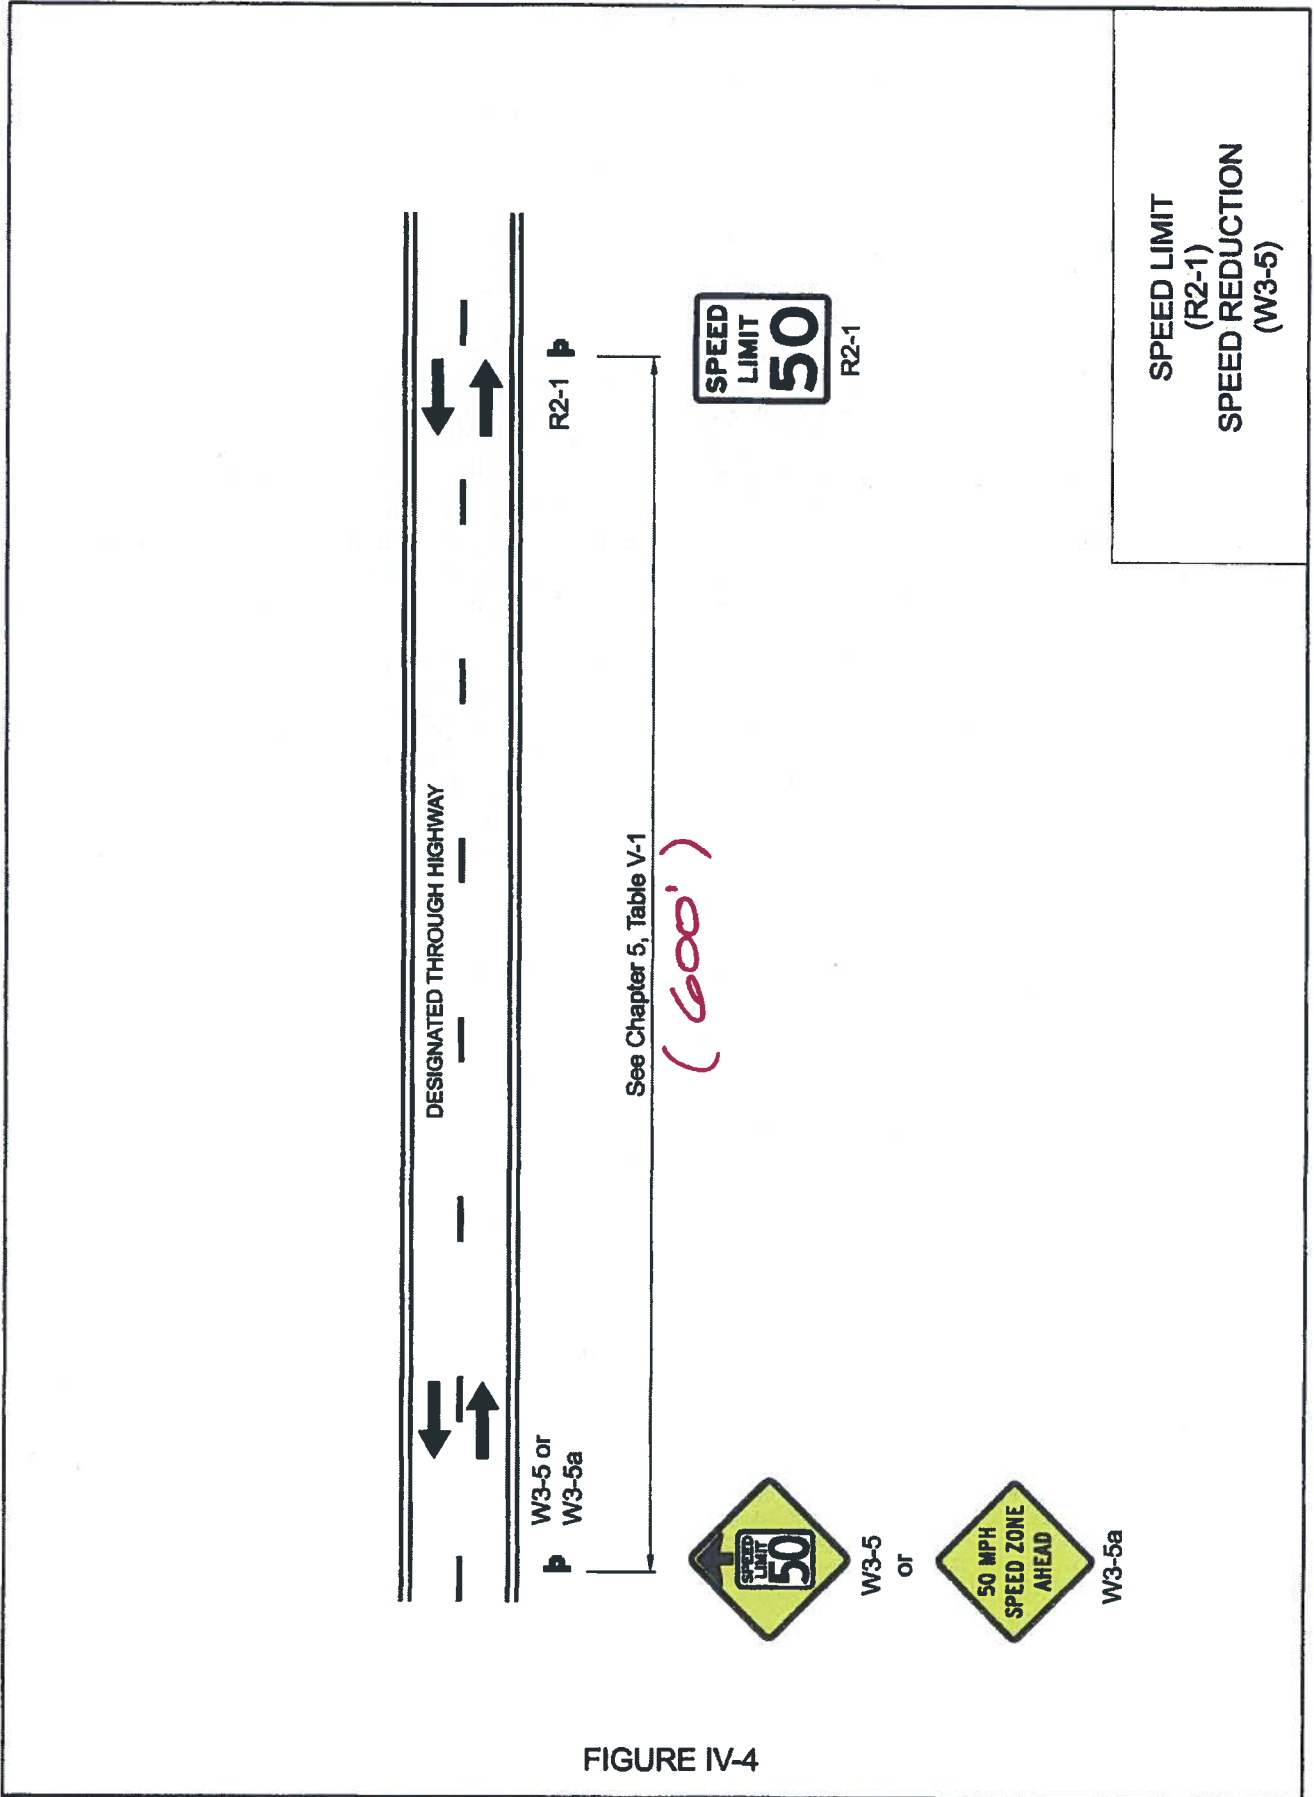 DESIGNATED THROUGH HIGHWAY
W3-5 or
W3-5a
R2-1
See Chapter 5, Table V-1
(600')
SPEED
LIMIT
50
W3-5
or
50 MPH
SPEED ZONE
AHEAD
W3-5a
SPEED
LIMIT
50
R2-1
SPEED LIMIT
(R2-1)
SPEED REDUCTION
(W3-5)
FIGURE IV-4